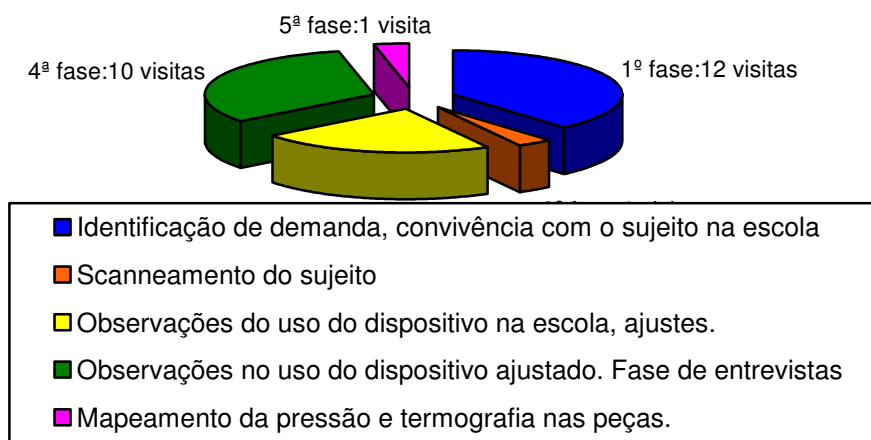 5ª fase:1 visita
4ª fase:10 visitas
1º fase:12 visitas
Identificação de demanda, convivência com o sujeito na escola
Scanneamento do sujeito
Observações do uso do dispositivo na escola, ajustes.
Observações no uso do dispositivo ajustado. Fase de entrevistas
Mapeamento da pressão e termografia nas peças.